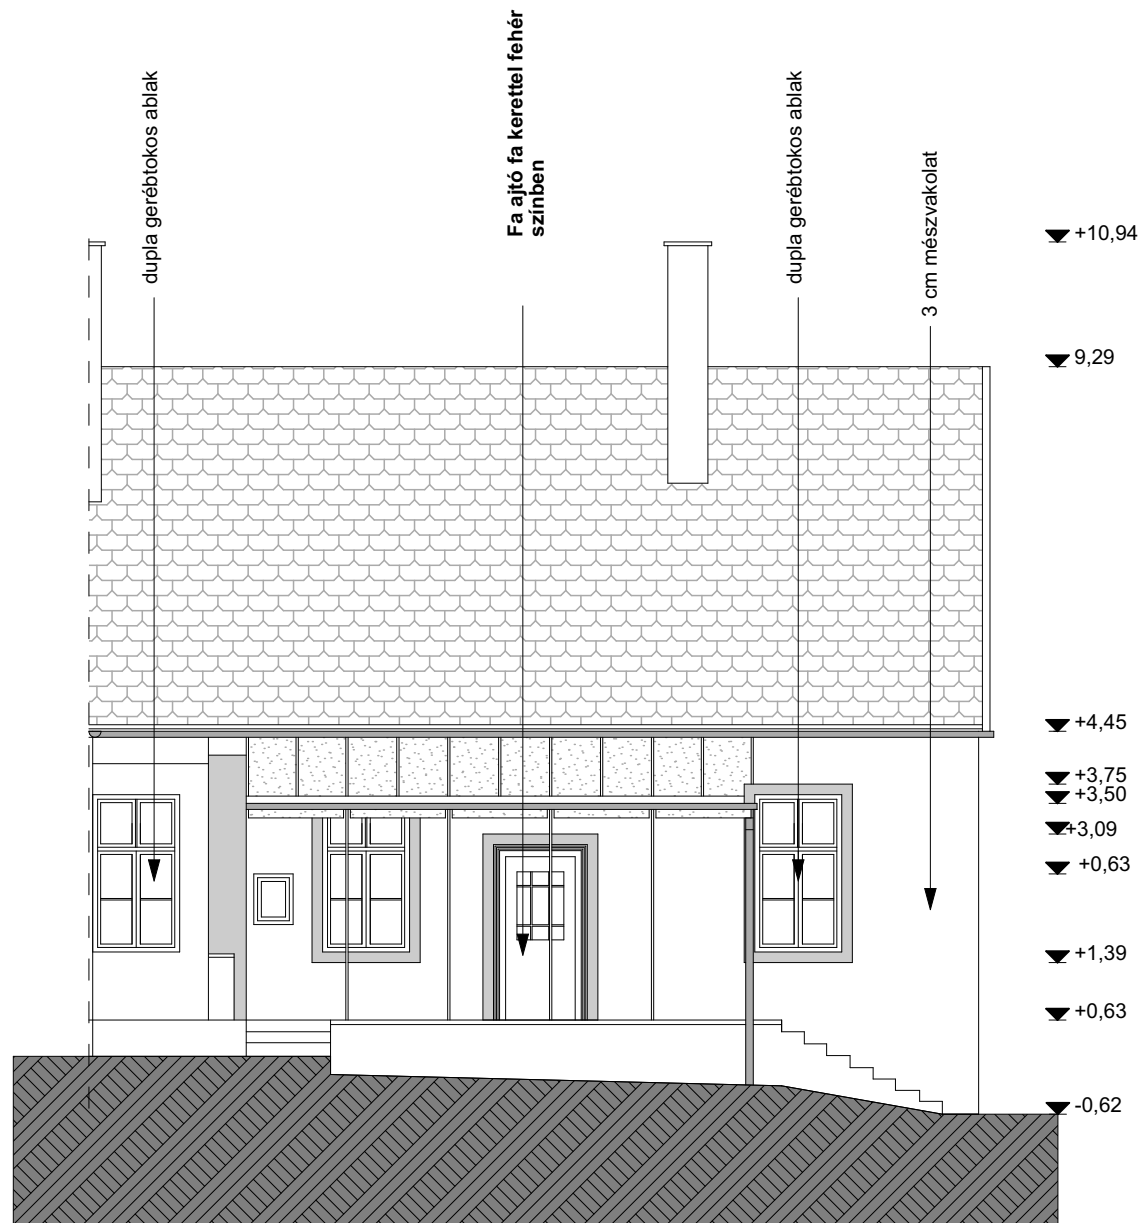 dupla gerébtokos ablak
Fa ajtó fa kerettel fehér
színben
dupla gerébtokos ablak
3 cm mészvakolat
+10,94
9,29
+4,45
+3,75
+3,50
+3,09
+0,63
+1,39
+0,63
-0,62